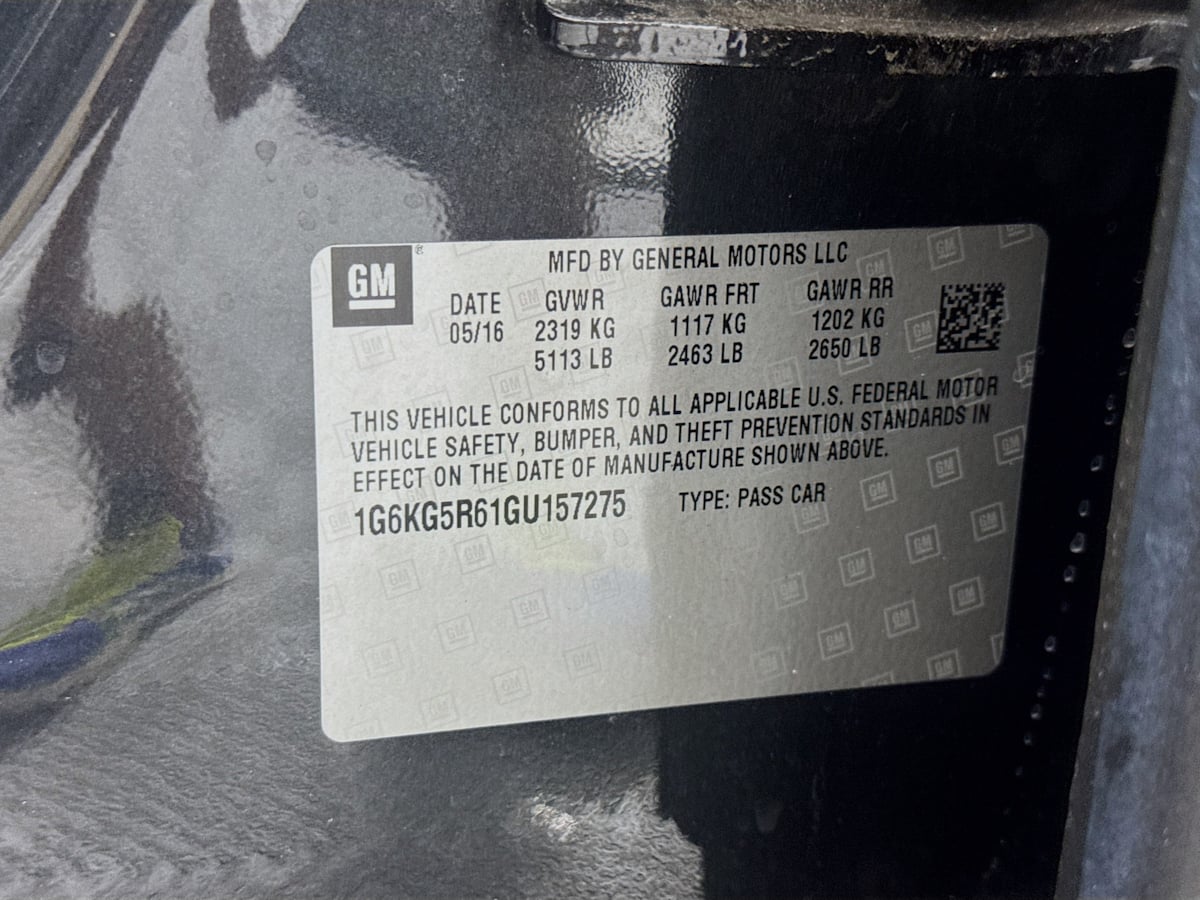 GM
®
MFD BY GENERAL MOTORS LLC
DATE GVWR GAWR FRT GAWR RR
05/16 2319 KG 1117 KG 1202 KG
5113 LB 2463 LB 2650 LB
THIS VEHICLE CONFORMS TO ALL APPLICABLE U.S. FEDERAL MOTOR
VEHICLE SAFETY, BUMPER, AND THEFT PREVENTION STANDARDS IN
EFFECT ON THE DATE OF MANUFACTURE SHOWN ABOVE.
1G6KG5R61GU157275 TYPE: PASS CAR